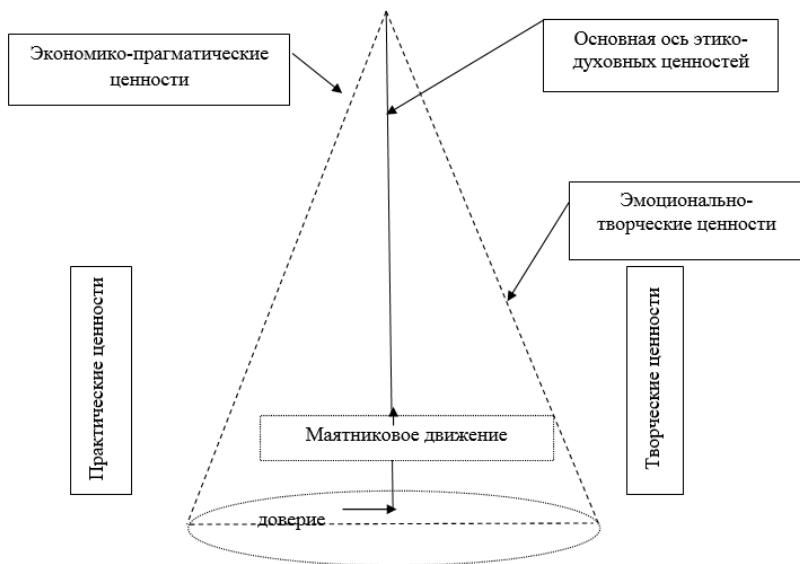 Экономико-прагматические
ценности
Основная ось этико-
духовных ценностей
Эмоционально-
творческие ценности
Практические ценности
Творческие ценности
Маятниковое движение
доверие